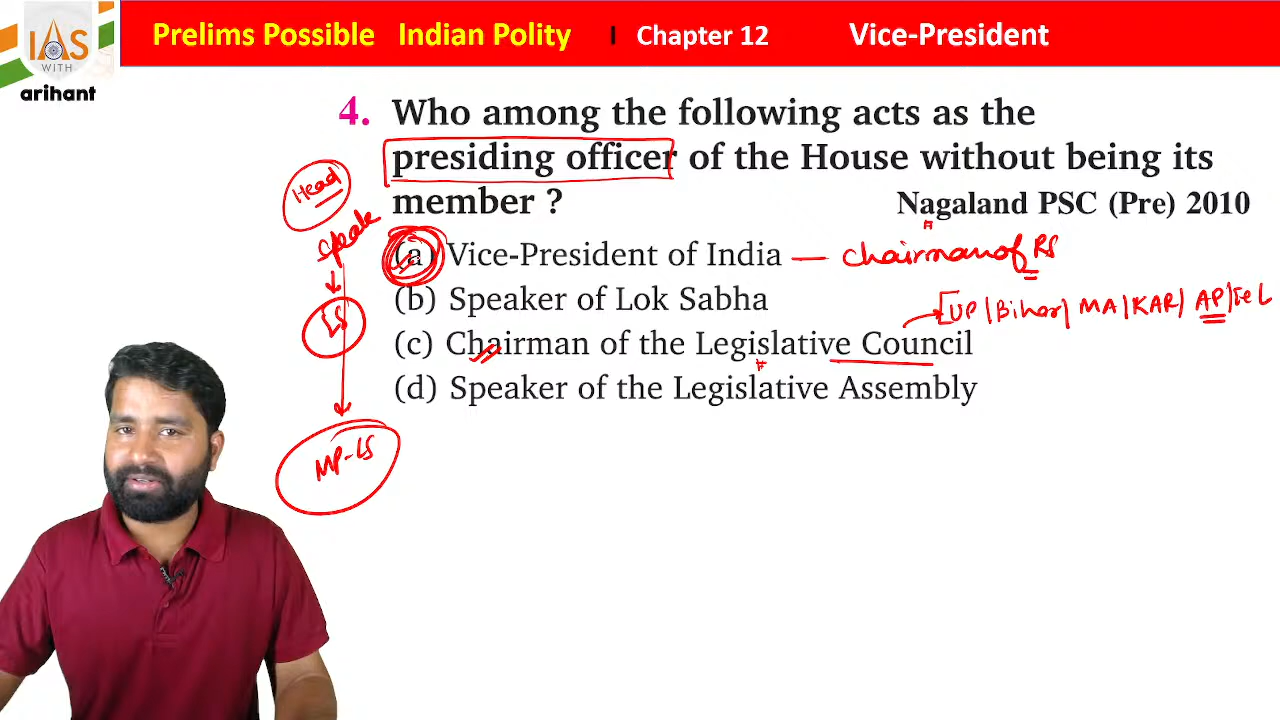 IAS
WITH
arihant
Prelims Possible Indian Polity | Chapter 12 Vice-President
4. Who among the following acts as the
presiding officer of the House without being its
member ? Nagaland PSC (Pre) 2010
Head
speak
LS
MP-LS
(a) Vice-President of India — chairman of RS
(b) Speaker of Lok Sabha
[UP|Bihar| MA|KAR| AP|TeL
(c) Chairman of the Legislative Council
(d) Speaker of the Legislative Assembly